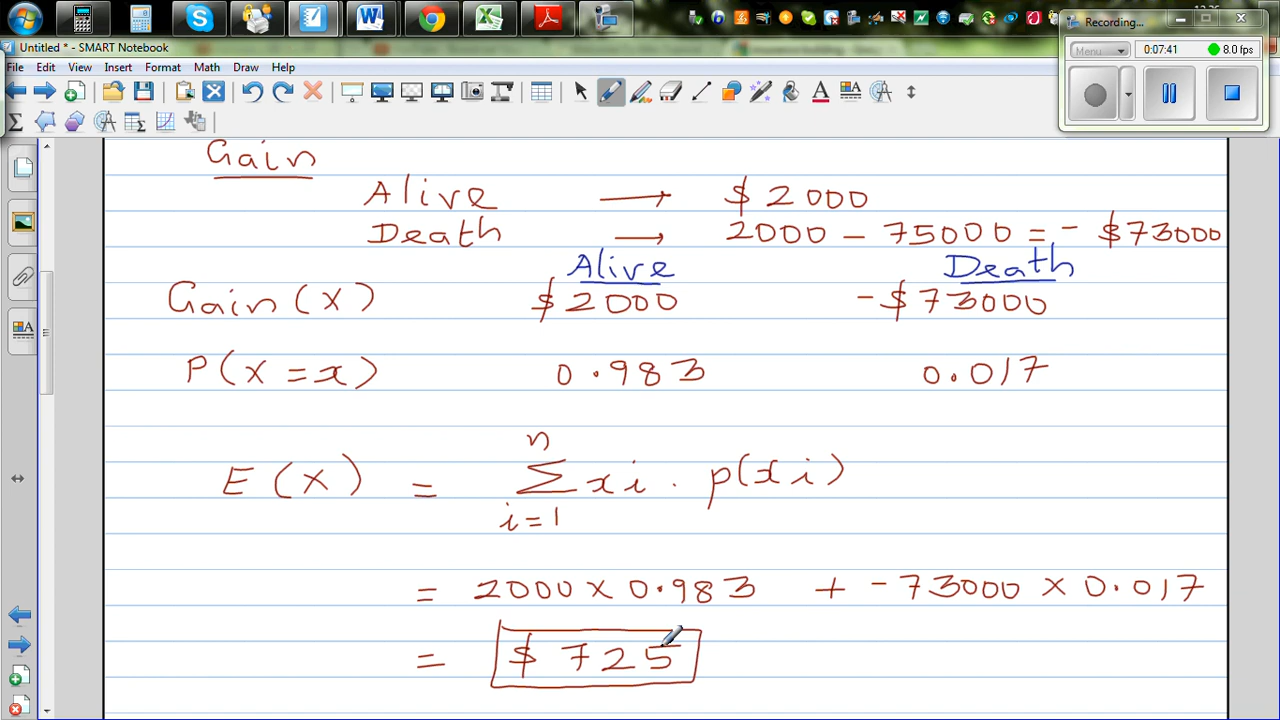 Recording...
Menu
0:07:41
8.0 fps
Untitled * - SMART Notebook
File Edit View Insert Format Math Draw Help
Gain
Alive → $2000
Death → 2000 - 75000 = - $73000
Alive Death
Gain (X) $2000 -$73000
P(X=x) 0.983 0.017
n
E(X) = Σ xi . p(xi)
i=1
= 2000 × 0.983 + -73000 × 0.017
= $ 725